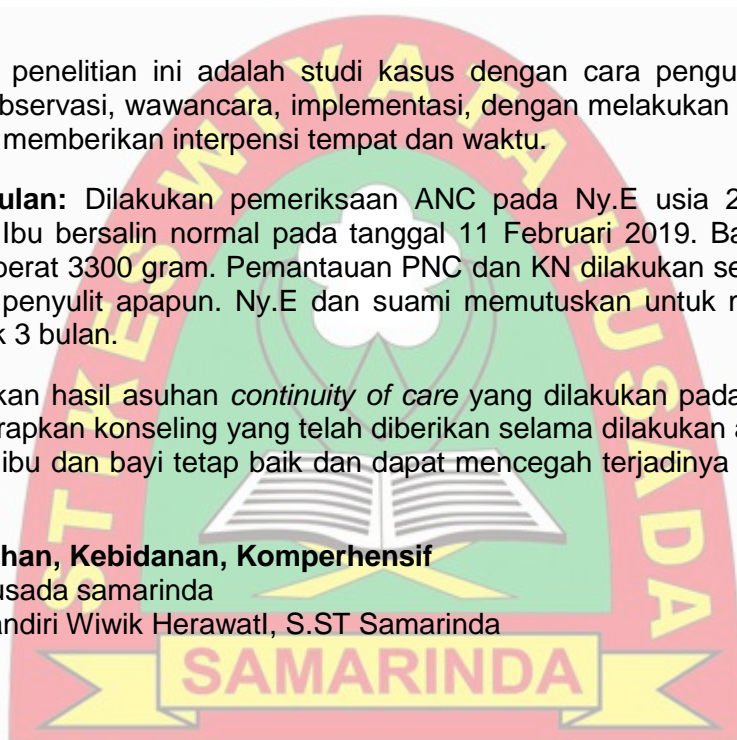 penelitian ini adalah studi kasus dengan cara pengu
bservasi, wawancara, implementasi, dengan melakukan
memberikan interpensi tempat dan waktu.
ulan: Dilakukan pemeriksaan ANC pada Ny.E usia 2
Ibu bersalin normal pada tanggal 11 Februari 2019. Ba
berat 3300 gram. Pemantauan PNC dan KN dilakukan se
penyulit apapun. Ny.E dan suami memutuskan untuk
k 3 bulan.
kan hasil asuhan continuity of care yang dilakukan pada
rapkan konseling yang telah diberikan selama dilakukan a
ibu dan bayi tetap baik dan dapat mencegah terjadinya
han, Kebidanan, Komperhensif
usada samarinda
andiri Wiwik HerawatI, S.ST Samarinda
STIKES WIYATA HUSADA
SAMARINDA